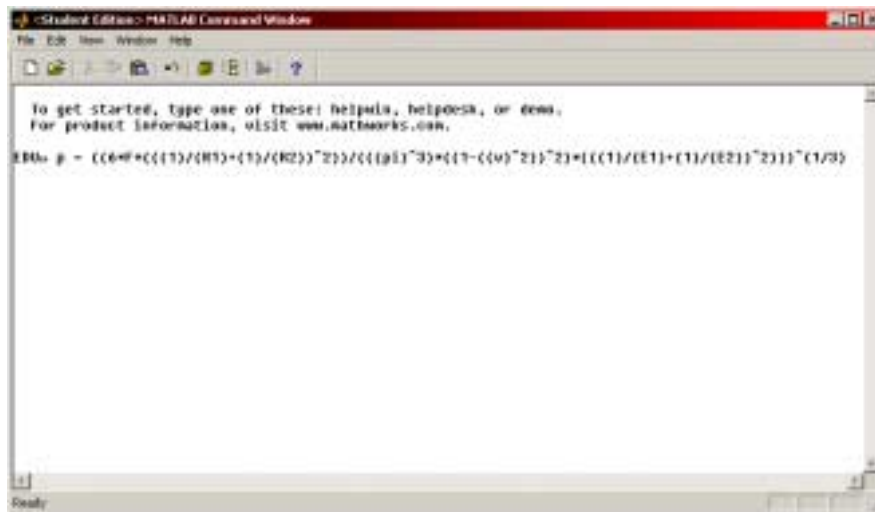 <Student Edition> MATLAB Command Window
File Edit View Window Help
To get started, type one of these: helpwin, helpdesk, or demo.
For product information, visit www.mathworks.com.
EDU» p = ((6*F*(((1)/(R1)+(1)/(R2))^2))/(((pi)^3)*((1-((v)^2))^2)*(((1)/(E1)+(1)/(E2))^2)))^(1/3)
Ready